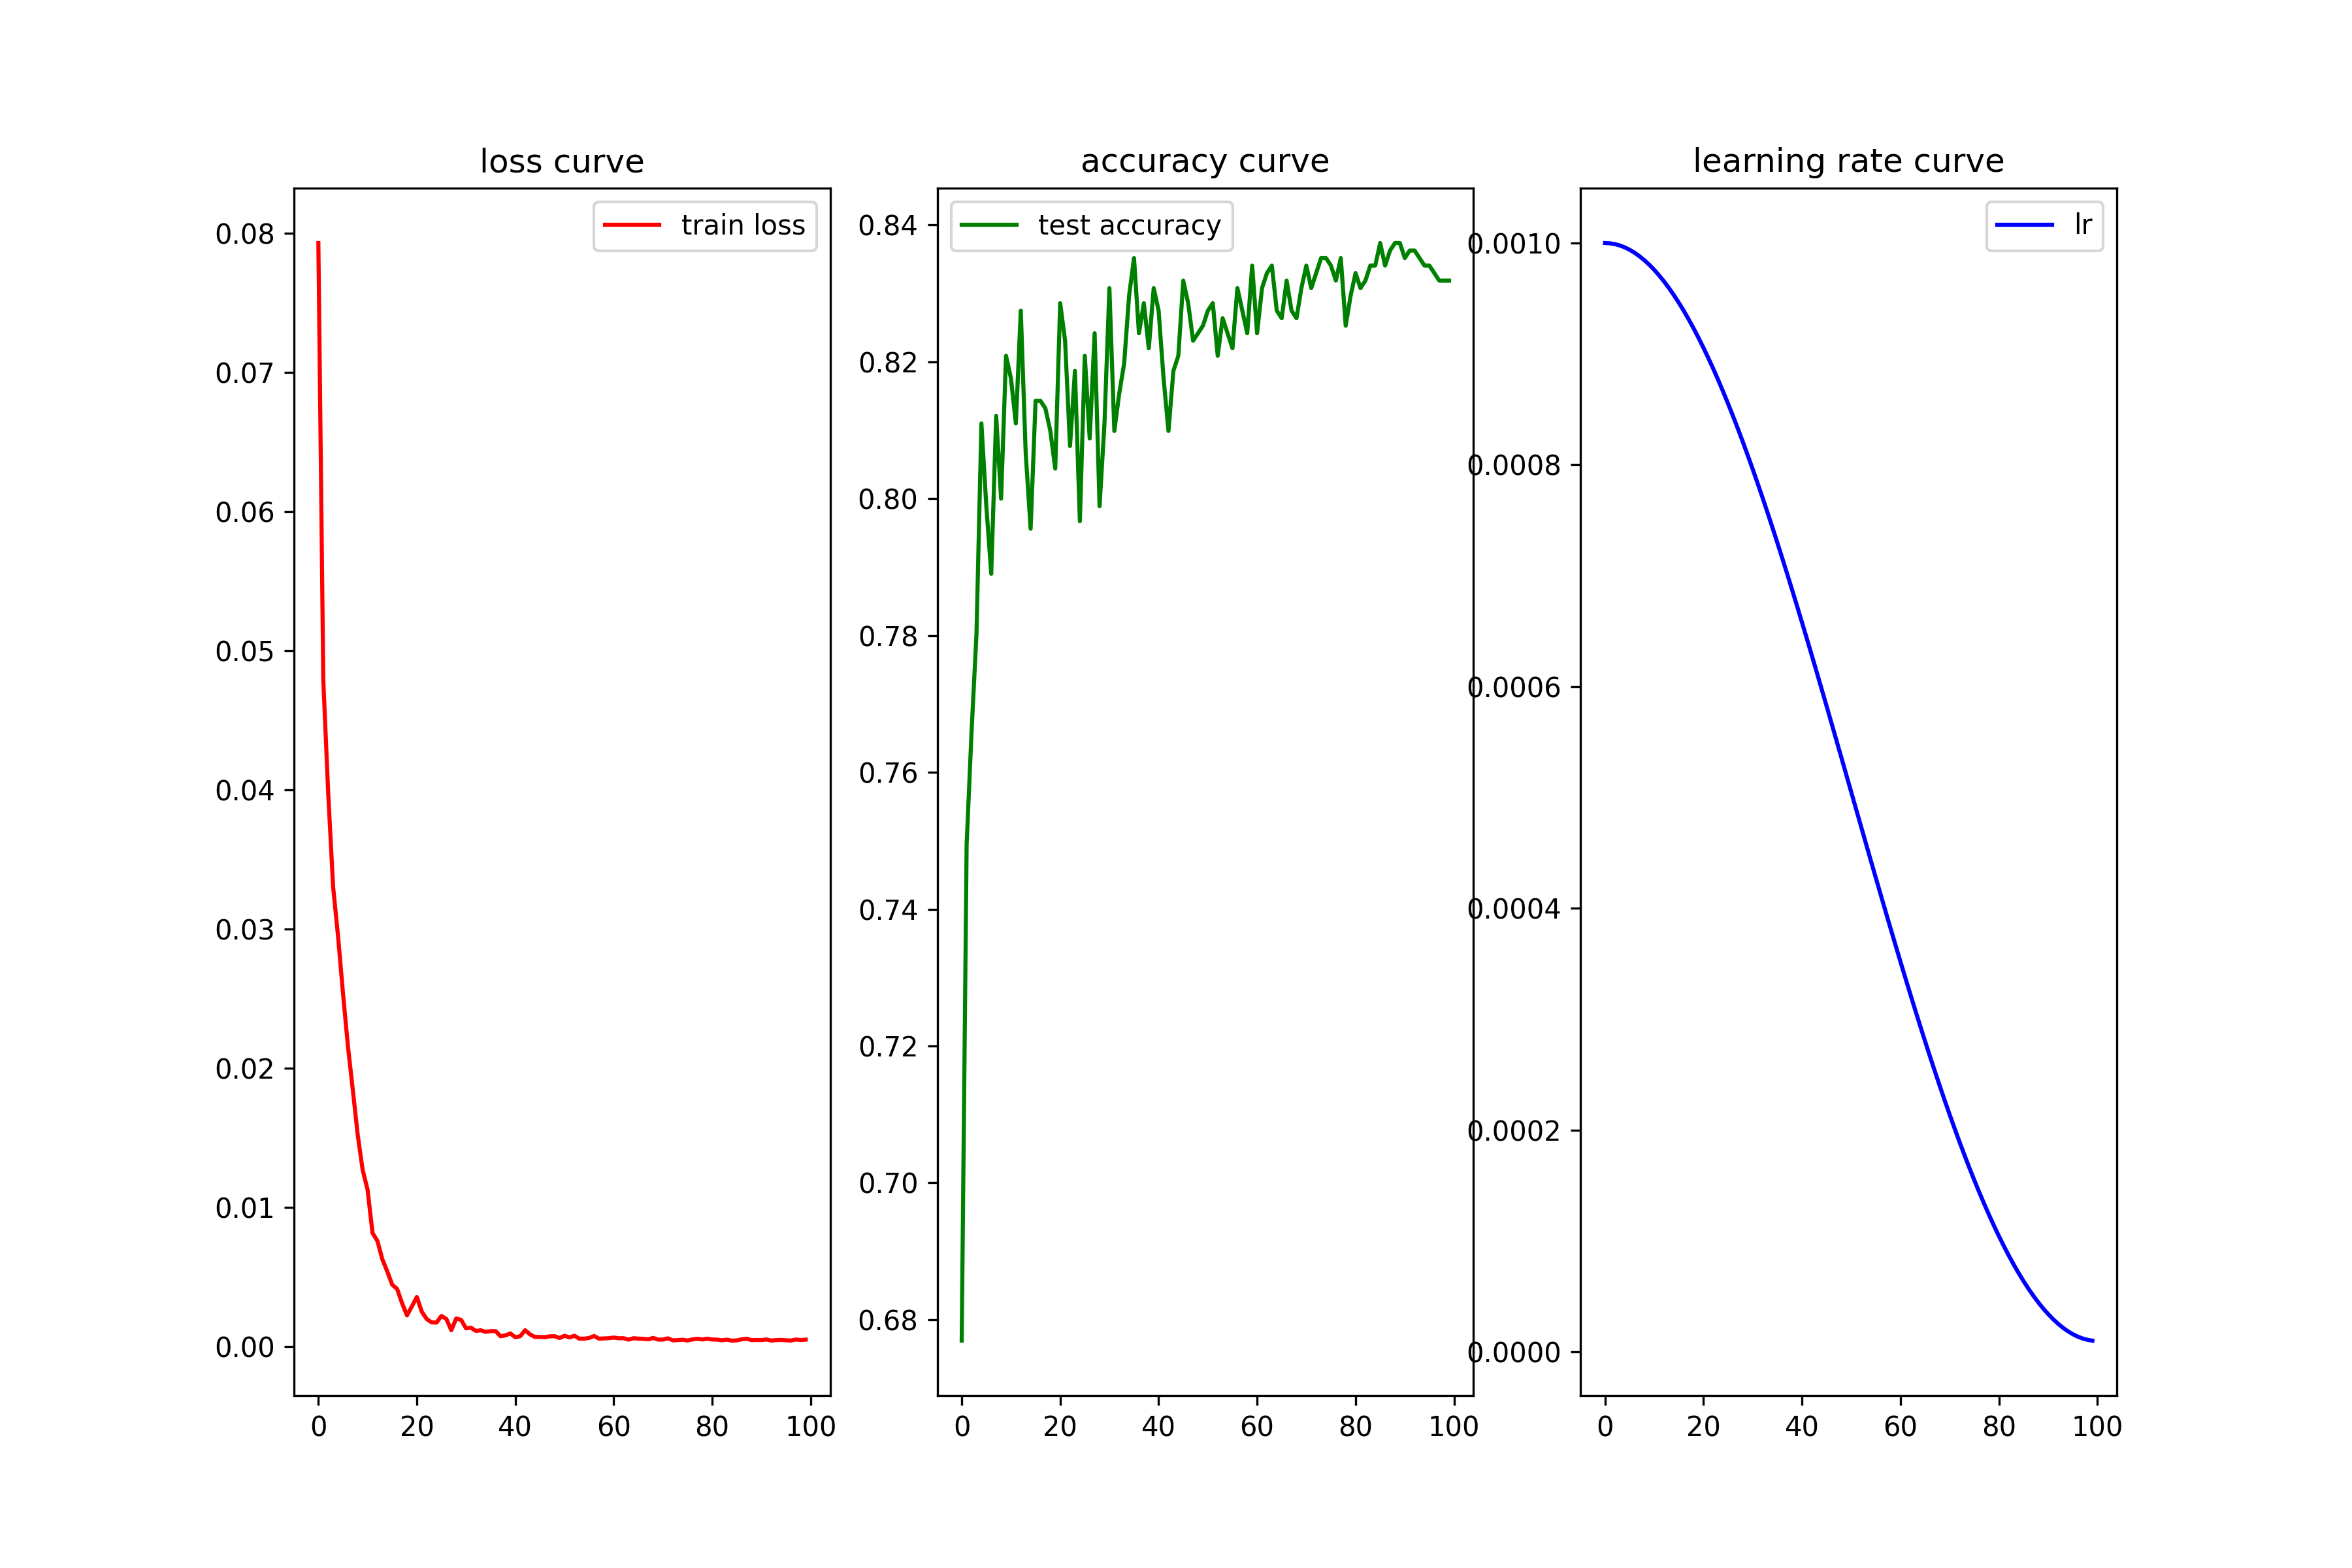 loss curve
train loss
0.08
0.07
0.06
0.05
0.04
0.03
0.02
0.01
0.00
0 20 40 60 80 100
accuracy curve
test accuracy
0.84
0.82
0.80
0.78
0.76
0.74
0.72
0.70
0.68
0 20 40 60 80 100
learning rate curve
lr
0.0010
0.0008
0.0006
0.0004
0.0002
0.0000
0 20 40 60 80 100